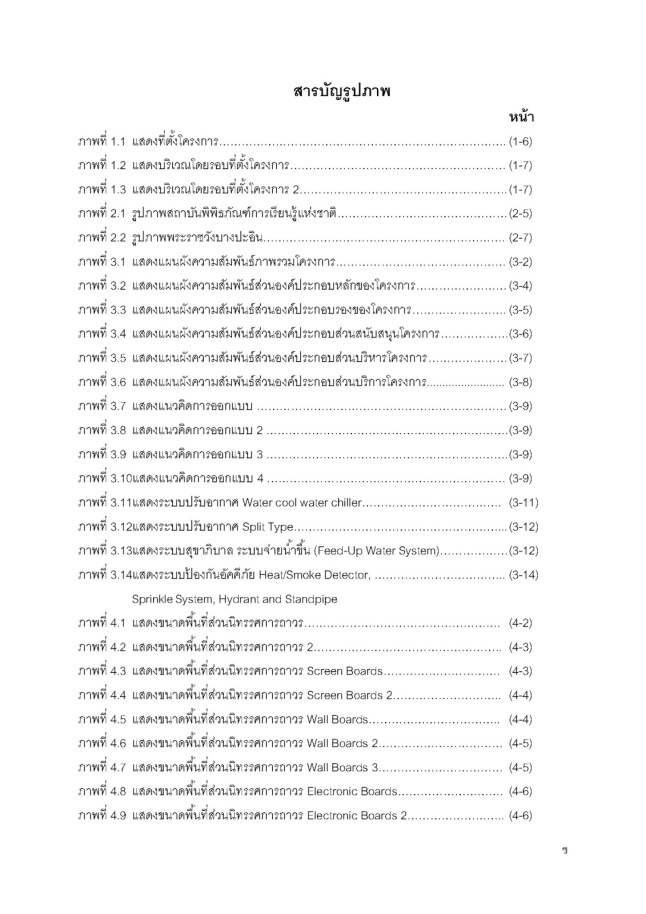 สารบัญรูปภาพ
หน้า
ภาพที่ 1.1 แสดงที่ตั้งโครงการ……………………………………………………………… (1-6)
ภาพที่ 1.2 แสดงบริเวณโดยรอบที่ตั้งโครงการ……………………………………………… (1-7)
ภาพที่ 1.3 แสดงบริเวณโดยรอบที่ตั้งโครงการ 2……………………………………………(1-7)
ภาพที่ 2.1 รูปภาพสถาบันพิพิธภัณฑ์การเรียนรู้แห่งชาติ……………………………………(2-5)
ภาพที่ 2.2 รูปภาพพระราชวังบางปะอิน…………………………………………………… (2-7)
ภาพที่ 3.1 แสดงแผนผังความสัมพันธ์ภาพรวมโครงการ…………………………………… (3-2)
ภาพที่ 3.2 แสดงแผนผังความสัมพันธ์ส่วนองค์ประกอบหลักของโครงการ…………………… (3-4)
ภาพที่ 3.3 แสดงแผนผังความสัมพันธ์ส่วนองค์ประกอบรองของโครงการ…………………… (3-5)
ภาพที่ 3.4 แสดงแผนผังความสัมพันธ์ส่วนองค์ประกอบส่วนสนับสนุนโครงการ………………(3-6)
ภาพที่ 3.5 แสดงแผนผังความสัมพันธ์ส่วนองค์ประกอบส่วนบริหารโครงการ…………………(3-7)
ภาพที่ 3.6 แสดงแผนผังความสัมพันธ์ส่วนองค์ประกอบส่วนบริการโครงการ.......................... (3-8)
ภาพที่ 3.7 แสดงแนวคิดการออกแบบ ………………………………………………………(3-9)
ภาพที่ 3.8 แสดงแนวคิดการออกแบบ 2 ……………………………………………………(3-9)
ภาพที่ 3.9 แสดงแนวคิดการออกแบบ 3 ……………………………………………………(3-9)
ภาพที่ 3.10แสดงแนวคิดการออกแบบ 4 …………………………………………………… (3-9)
ภาพที่ 3.11แสดงระบบปรับอากาศ Water cool water chiller……………………………… (3-11)
ภาพที่ 3.12แสดงระบบปรับอากาศ Split Type………………………………………………(3-12)
ภาพที่ 3.13แสดงระบบสุขาภิบาล ระบบจ่ายน้ำขึ้น (Feed-Up Water System)………………(3-12)
ภาพที่ 3.14แสดงระบบป้องกันอัคคีภัย Heat/Smoke Detector, …………………………… (3-14)
Sprinkle System, Hydrant and Standpipe
ภาพที่ 4.1 แสดงขนาดพื้นที่ส่วนนิทรรศการถาวร…………………………………………… (4-2)
ภาพที่ 4.2 แสดงขนาดพื้นที่ส่วนนิทรรศการถาวร 2………………………………………… (4-3)
ภาพที่ 4.3 แสดงขนาดพื้นที่ส่วนนิทรรศการถาวร Screen Boards………………………… (4-3)
ภาพที่ 4.4 แสดงขนาดพื้นที่ส่วนนิทรรศการถาวร Screen Boards 2……………………… (4-4)
ภาพที่ 4.5 แสดงขนาดพื้นที่ส่วนนิทรรศการถาวร Wall Boards…………………………… (4-4)
ภาพที่ 4.6 แสดงขนาดพื้นที่ส่วนนิทรรศการถาวร Wall Boards 2………………………… (4-5)
ภาพที่ 4.7 แสดงขนาดพื้นที่ส่วนนิทรรศการถาวร Wall Boards 3………………………… (4-5)
ภาพที่ 4.8 แสดงขนาดพื้นที่ส่วนนิทรรศการถาวร Electronic Boards……………………… (4-6)
ภาพที่ 4.9 แสดงขนาดพื้นที่ส่วนนิทรรศการถาวร Electronic Boards 2…………………… (4-6)
ฃ